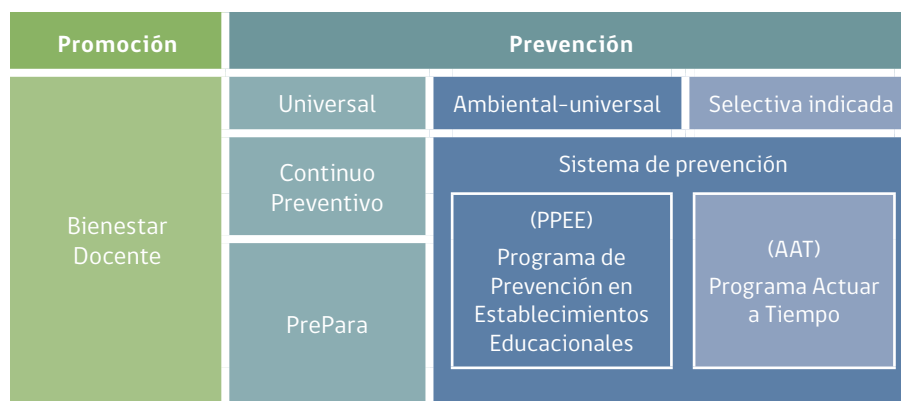 Promoción
Prevención
Universal
Ambiental-universal
Selectiva indicada
Bienestar
Docente
Continuo
Preventivo
PrePara
Sistema de prevención
(PPEE)
Programa de
Prevención en
Establecimientos
Educacionales
(AAT)
Programa Actuar
a Tiempo